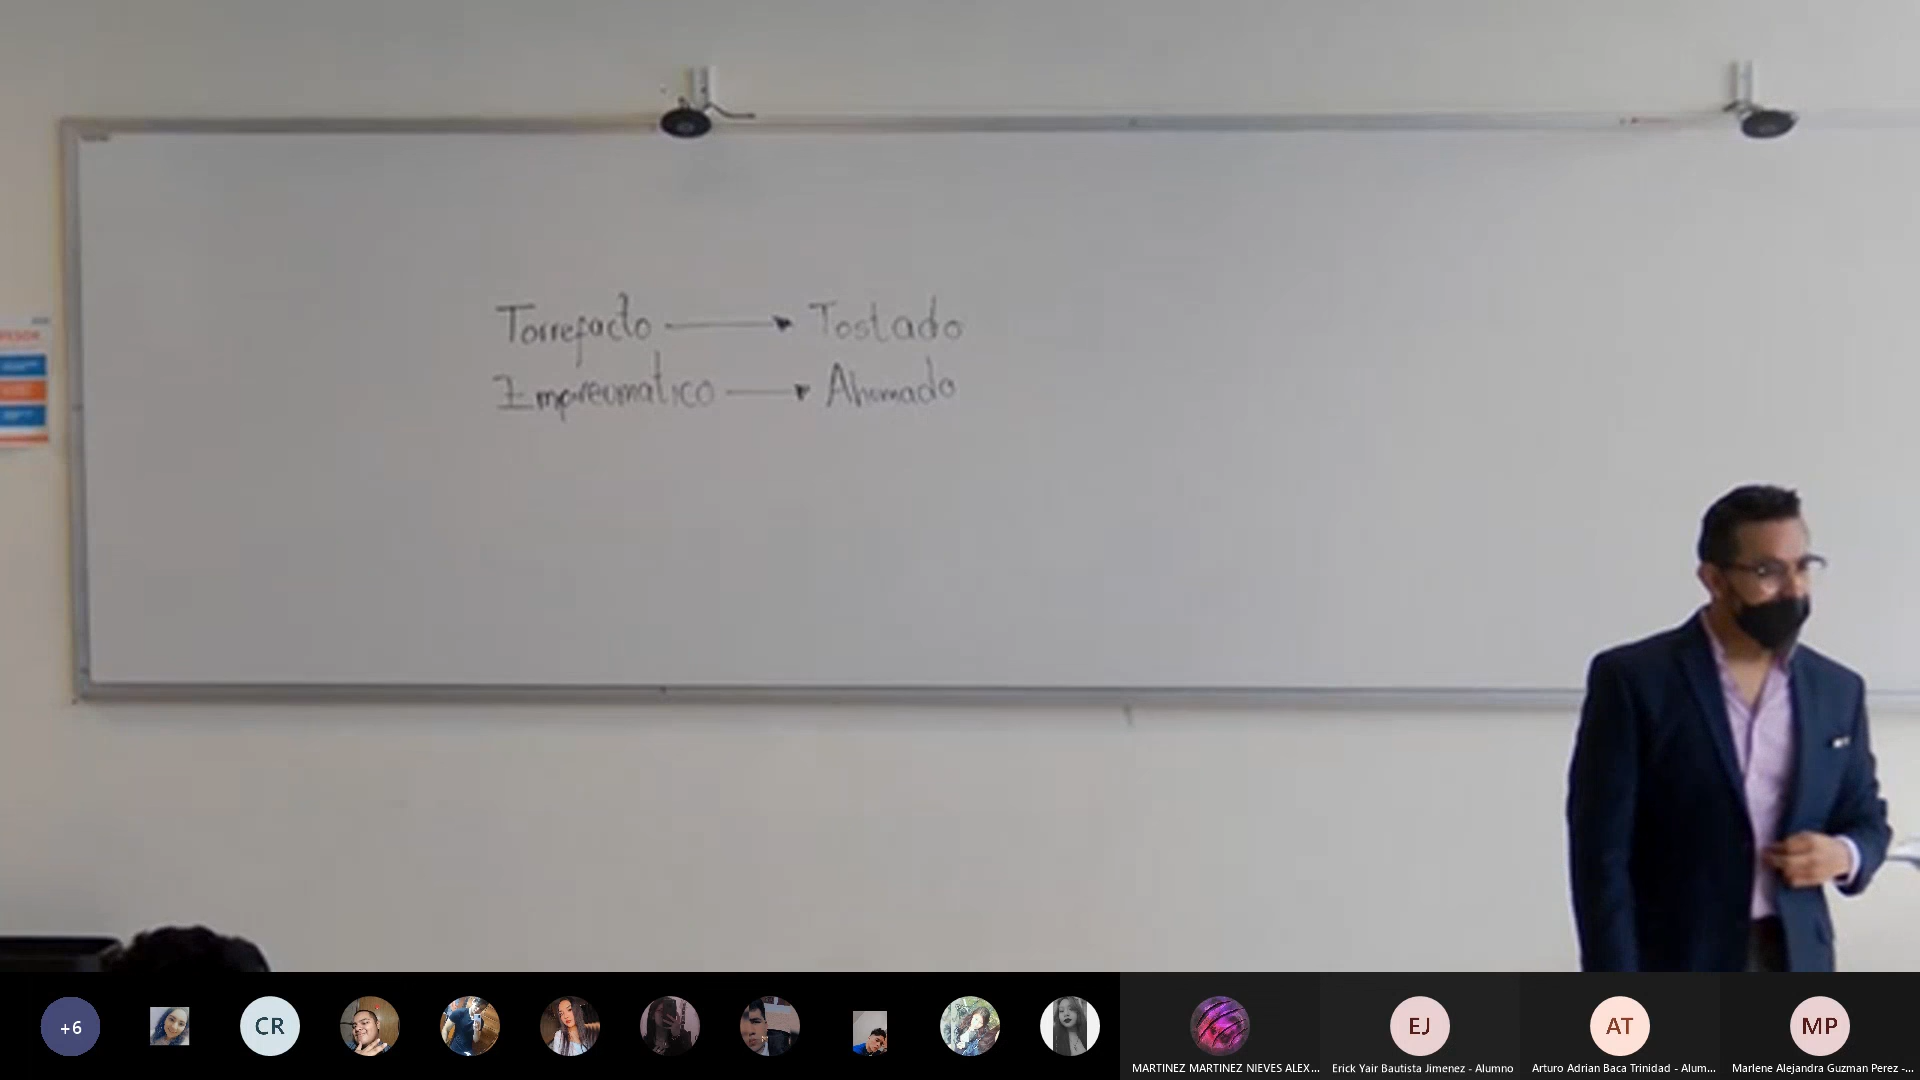 Torrefacto → Tostado
Empireumatico → Ahumado
+6
CR
EJ
AT
MP
MARTINEZ MARTINEZ NIEVES ALEX...
Erick Yair Bautista Jimenez - Alumno
Arturo Adrian Baca Trinidad - Alum...
Marlene Alejandra Guzman Perez -...